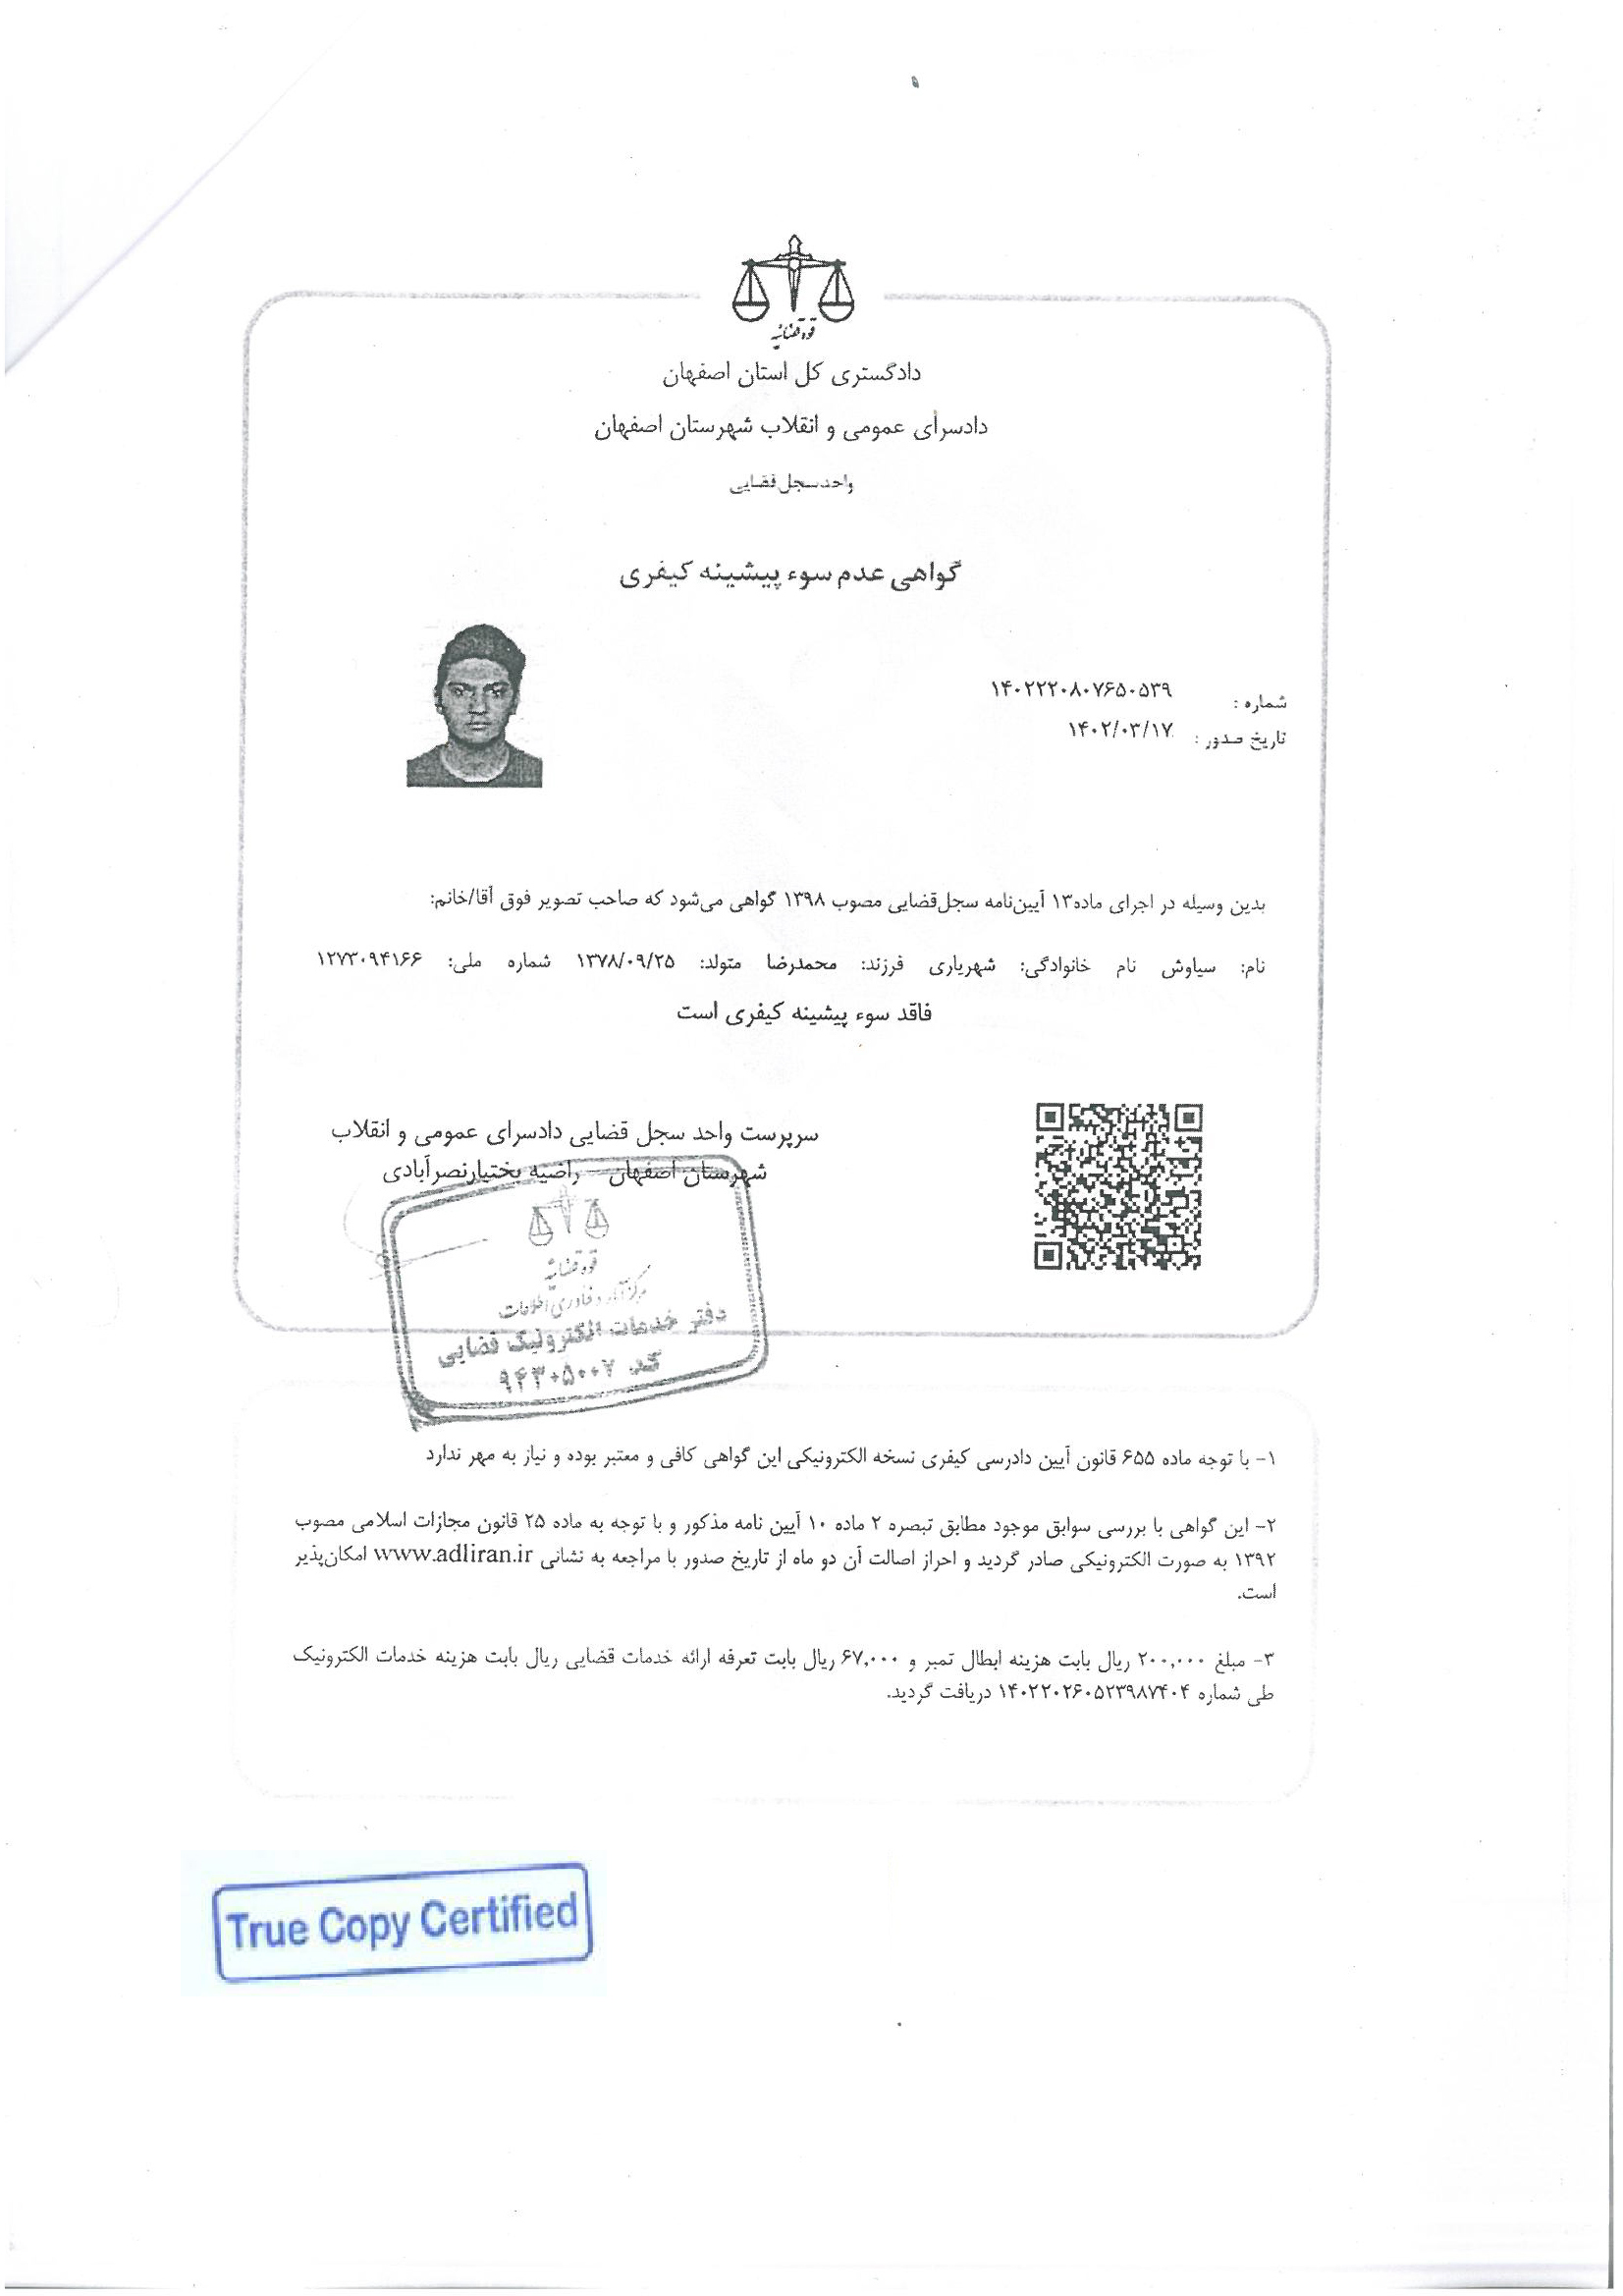 قوه قضائیه
دادگستری کل استان اصفهان
دادسرای عمومی و انقلاب شهرستان اصفهان
واحد سجل قضایی
گواهی عدم سوء پیشینه کیفری
شماره : ۱۴۰۲۲۲۰۸۰۷۶۵۰۵۳۹
تاریخ صدور : ۱۴۰۲/۰۳/۱۷
بدین وسیله در اجرای ماده۱۳ آیین‌نامه سجل‌قضایی مصوب ۱۳۹۸ گواهی می‌شود که صاحب تصویر فوق آقا/خانم:
نام: سیاوش نام خانوادگی: شهریاری فرزند: محمدرضا متولد: ۱۳۷۸/۰۹/۲۵ شماره ملی: ۱۲۷۳۰۹۴۱۶۶
فاقد سوء پیشینه کیفری است
سرپرست واحد سجل قضایی دادسرای عمومی و انقلاب
شهرستان اصفهان - راضیه بختیارنصرآبادی
قوه قضائیه
مرکز آمار و فناوری اطلاعات
دفتر خدمات الکترونیک قضایی
کد ۹۴۳۰۵۰۰۷
۱- با توجه ماده ۶۵۵ قانون آیین دادرسی کیفری نسخه الکترونیکی این گواهی کافی و معتبر بوده و نیاز به مهر ندارد
۲- این گواهی با بررسی سوابق موجود مطابق تبصره ۲ ماده ۱۰ آیین نامه مذکور و با توجه به ماده ۲۵ قانون مجازات اسلامی مصوب
۱۳۹۲ به صورت الکترونیکی صادر گردید و احراز اصالت آن دو ماه از تاریخ صدور با مراجعه به نشانی www.adliran.ir امکان‌پذیر
است.
۳- مبلغ ۲۰۰,۰۰۰ ریال بابت هزینه ابطال تمبر و ۶۷,۰۰۰ ریال بابت تعرفه ارائه خدمات قضایی ریال بابت هزینه خدمات الکترونیک
طی شماره ۱۴۰۲۲۰۲۶۰۵۲۳۹۸۷۴۰۴ دریافت گردید.
True Copy Certified